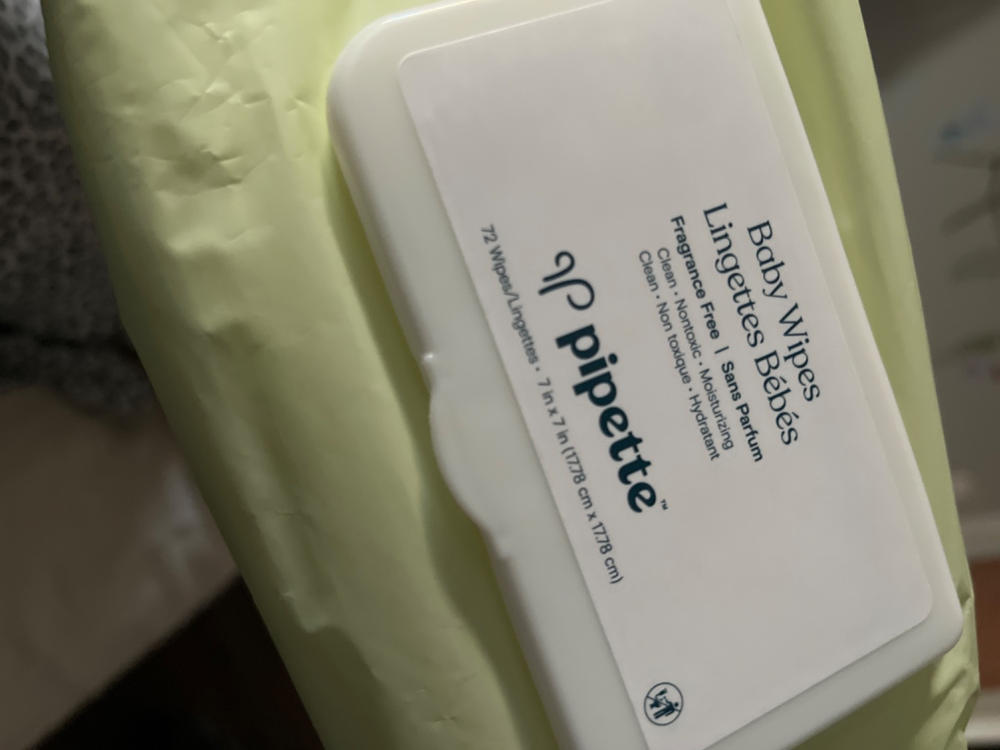 Baby Wipes
Lingettes Bébés
Fragrance Free | Sans Parfum
Clean • Nontoxic • Moisturizing
Clean • Non toxique • Hydratant
pipette™
72 Wipes/Lingettes • 7 in x 7 in (17.78 cm x 17.78 cm)